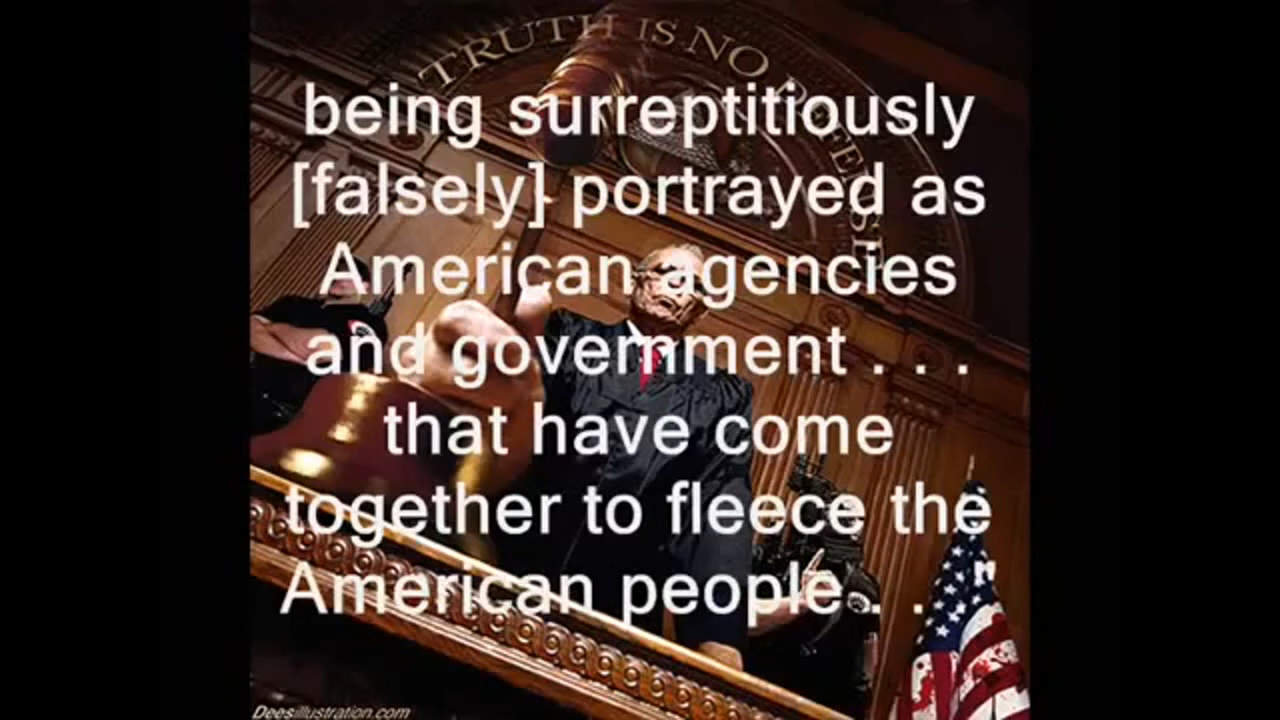 TRUTH IS NO DEFENSE
being surreptitiously
[falsely] portrayed as
American agencies
and government . . .
that have come
together to fleece the
American people . . ."
Deesillustration.com